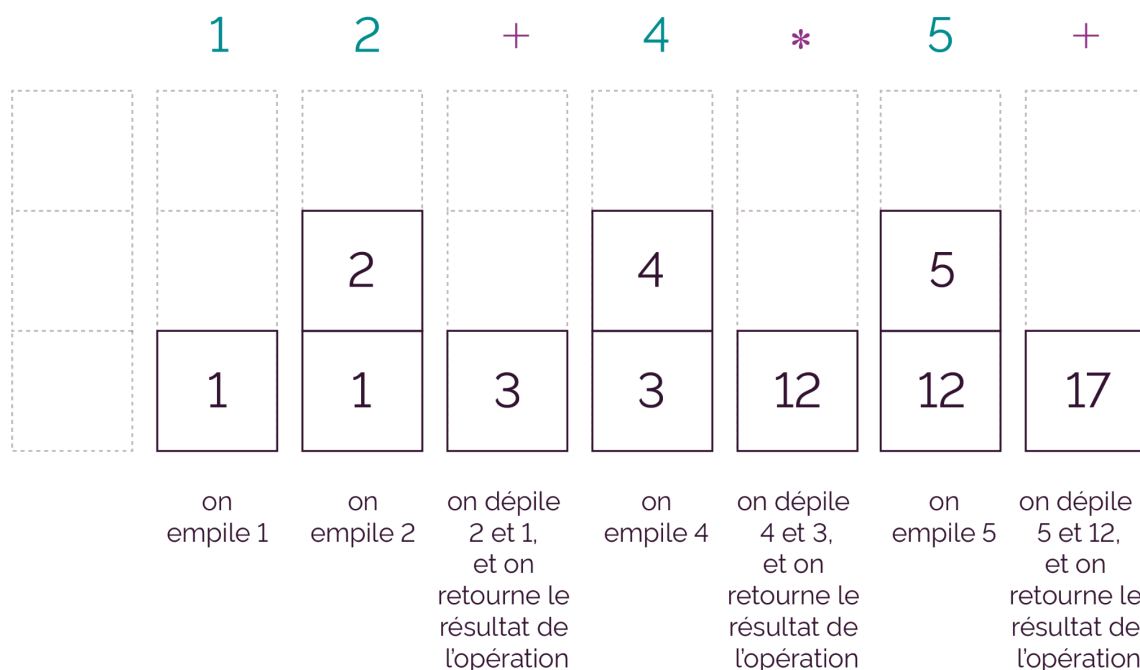 1 2 + 4 * 5 +
2 4 5
1 1 3 3 12 12 17
on
empile 1
on
empile 2
on dépile
2 et 1,
et on
retourne le
résultat de
l’opération
on
empile 4
on dépile
4 et 3,
et on
retourne le
résultat de
l’opération
on
empile 5
on dépile
5 et 12,
et on
retourne le
résultat de
l’opération